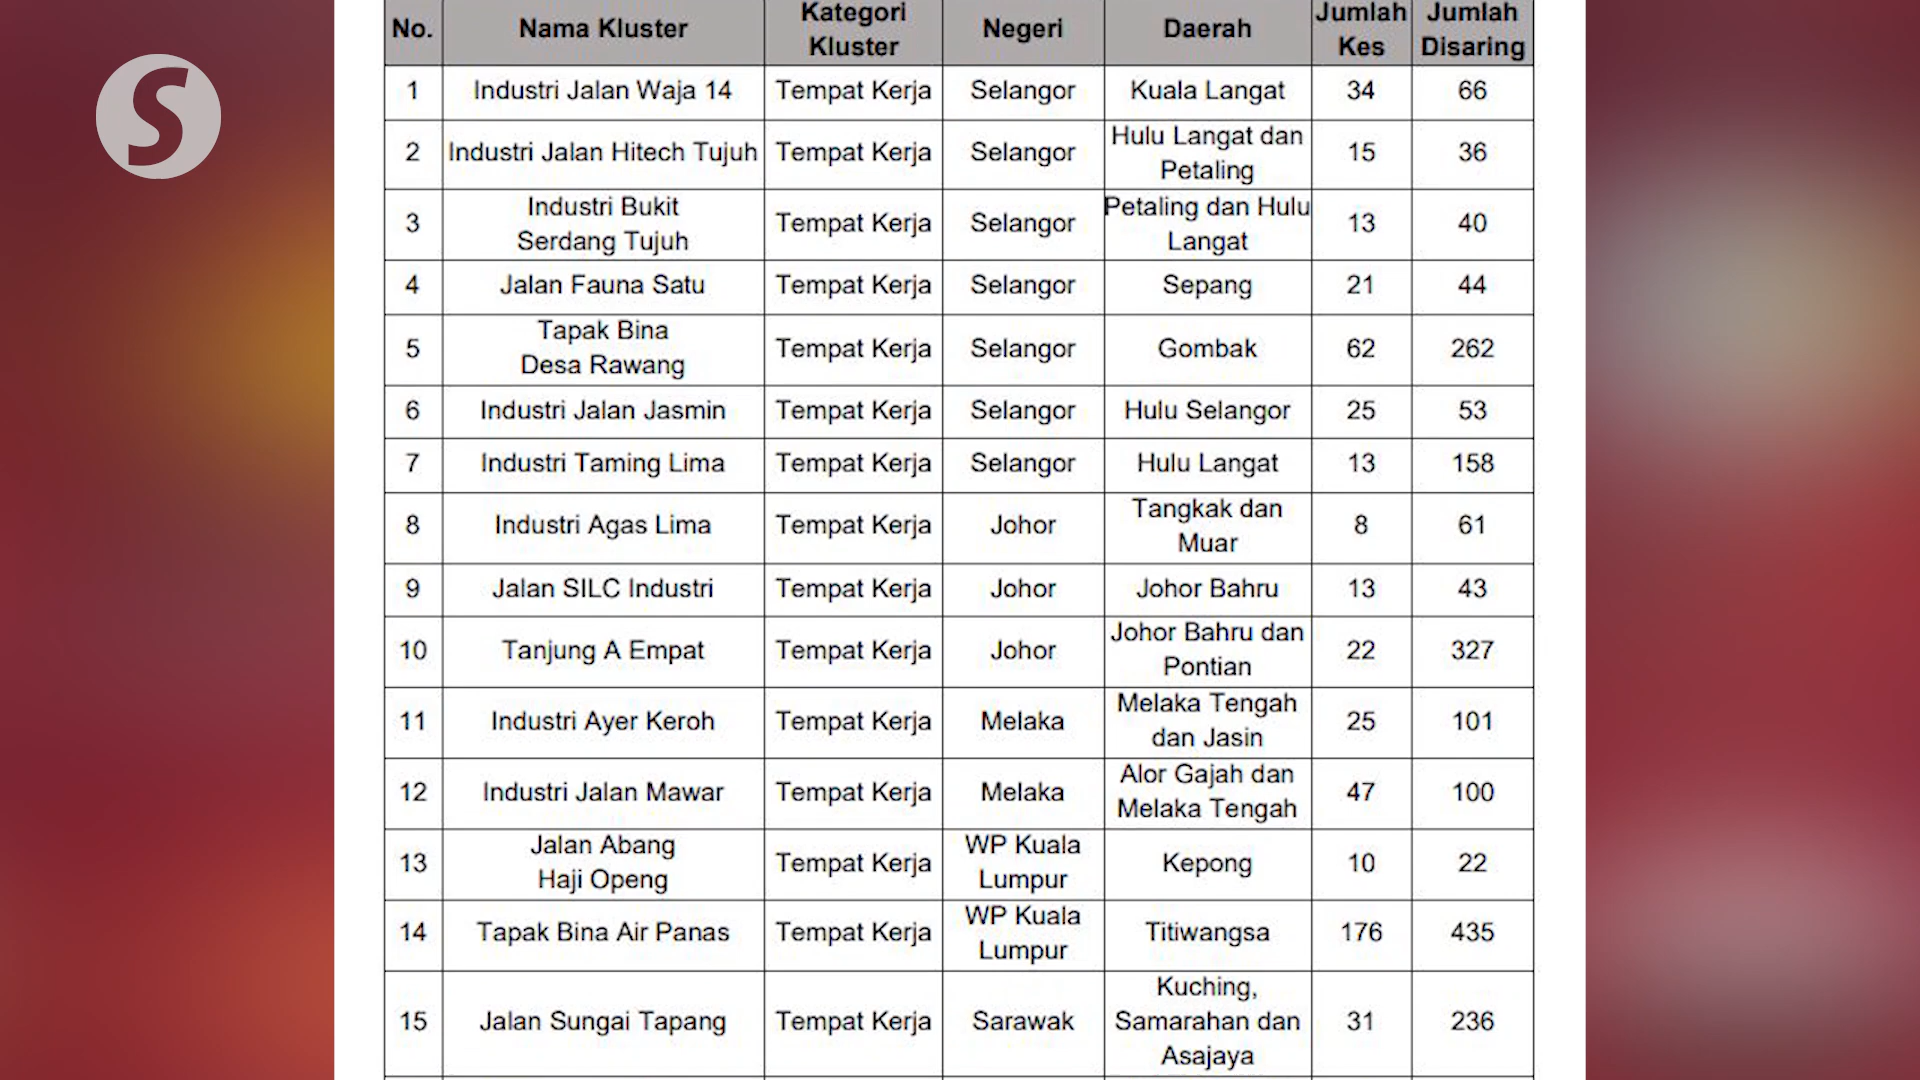 S
No. Nama Kluster Kategori Kluster Negeri Daerah Jumlah Kes Jumlah Disaring
1 Industri Jalan Waja 14 Tempat Kerja Selangor Kuala Langat 34 66
2 Industri Jalan Hitech Tujuh Tempat Kerja Selangor Hulu Langat dan Petaling 15 36
3 Industri Bukit Serdang Tujuh Tempat Kerja Selangor Petaling dan Hulu Langat 13 40
4 Jalan Fauna Satu Tempat Kerja Selangor Sepang 21 44
5 Tapak Bina Desa Rawang Tempat Kerja Selangor Gombak 62 262
6 Industri Jalan Jasmin Tempat Kerja Selangor Hulu Selangor 25 53
7 Industri Taming Lima Tempat Kerja Selangor Hulu Langat 13 158
8 Industri Agas Lima Tempat Kerja Johor Tangkak dan Muar 8 61
9 Jalan SILC Industri Tempat Kerja Johor Johor Bahru 13 43
10 Tanjung A Empat Tempat Kerja Johor Johor Bahru dan Pontian 22 327
11 Industri Ayer Keroh Tempat Kerja Melaka Melaka Tengah dan Jasin 25 101
12 Industri Jalan Mawar Tempat Kerja Melaka Alor Gajah dan Melaka Tengah 47 100
13 Jalan Abang Haji Openg Tempat Kerja WP Kuala Lumpur Kepong 10 22
14 Tapak Bina Air Panas Tempat Kerja WP Kuala Lumpur Titiwangsa 176 435
15 Jalan Sungai Tapang Tempat Kerja Sarawak Kuching, Samarahan dan Asajaya 31 236